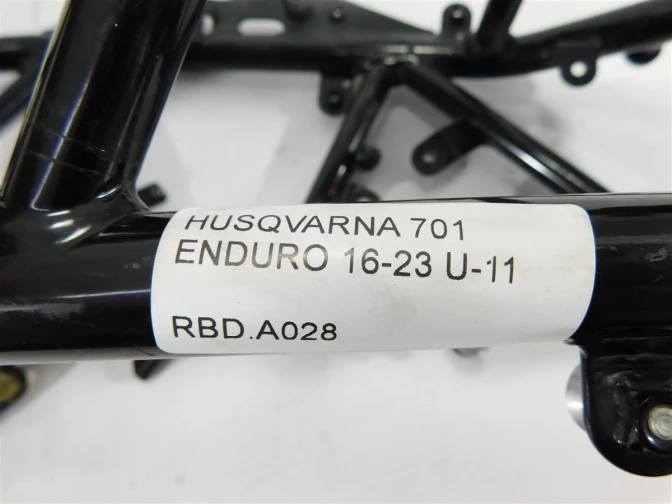 HUSQVARNA 701
ENDURO 16-23 U-11
RBD.A028